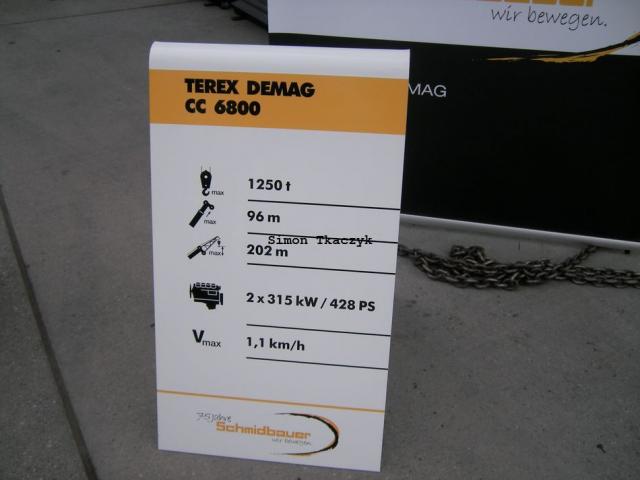 wir bewegen.
MAG
TEREX DEMAG
CC 6800
max 1250 t
max 96 m
Simon Tkaczyk
max 202 m
2 x 315 kW / 428 PS
Vmax 1,1 km/h
75 Jahre
Schmidbauer
wir bewegen.